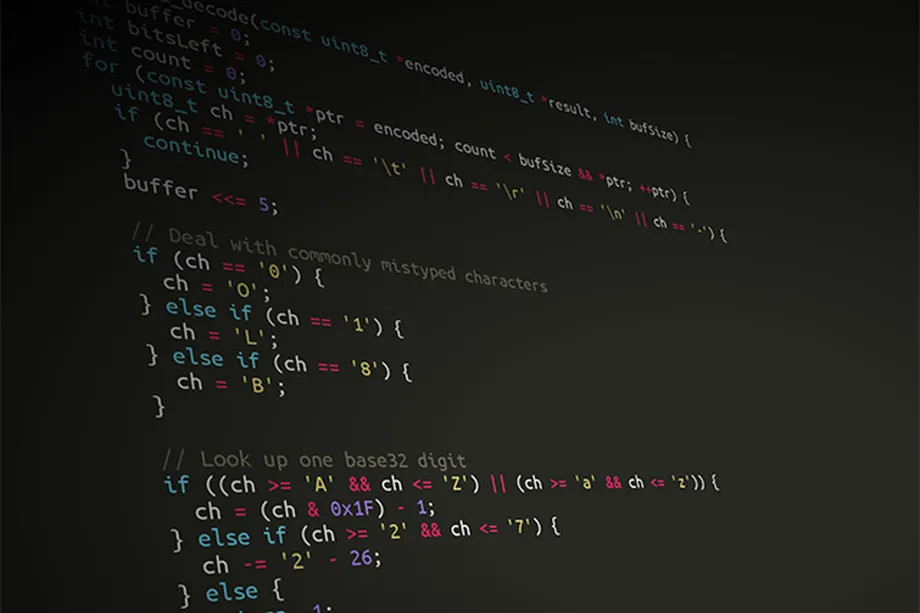 _decode(const uint8_t *encoded, uint8_t *result, int bufSize) {
int buffer = 0;
int bitsLeft = 0;
int count = 0;
for (const uint8_t *ptr = encoded; count < bufSize && *ptr; ++ptr) {
uint8_t ch = *ptr;
if (ch == ' ' || ch == '\t' || ch == '\r' || ch == '\n' || ch == '-') {
continue;
}
buffer <<= 5;
// Deal with commonly mistyped characters
if (ch == '0') {
ch = 'O';
} else if (ch == '1') {
ch = 'L';
} else if (ch == '8') {
ch = 'B';
}
// Look up one base32 digit
if ((ch >= 'A' && ch <= 'Z') || (ch >= 'a' && ch <= 'z')) {
ch = (ch & 0x1F) - 1;
} else if (ch >= '2' && ch <= '7') {
ch -= '2' - 26;
} else {
1;